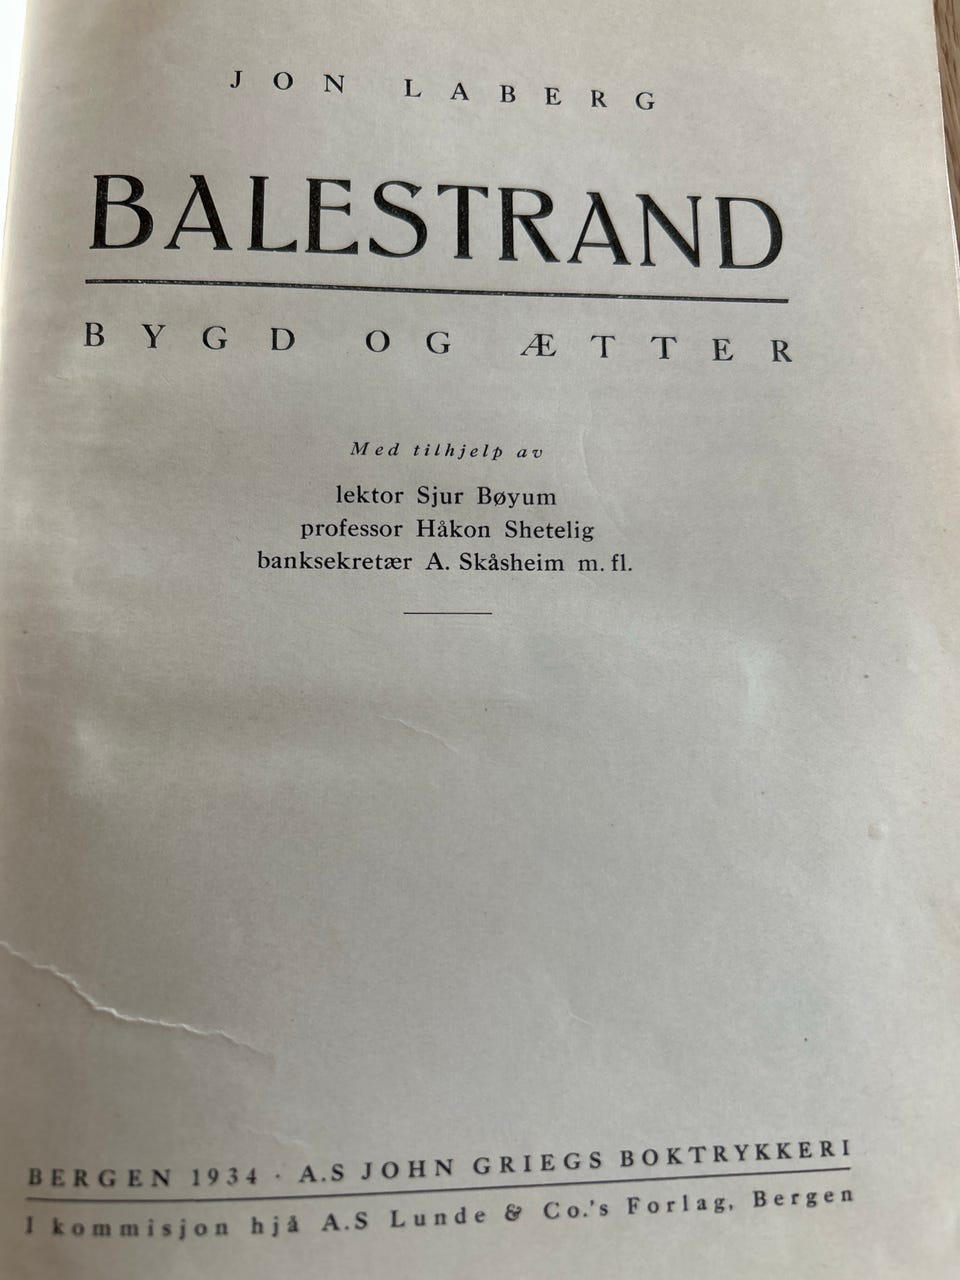 JON LABERG
BALESTRAND
BYGD OG ÆTTER
Med tilhjelp av
lektor Sjur Bøyum
professor Håkon Shetelig
banksekretær A. Skåsheim m. fl.
BERGEN 1934 · A.S JOHN GRIEGS BOKTRYKKERI
I kommisjon hjå A.S Lunde & Co.'s Forlag, Bergen